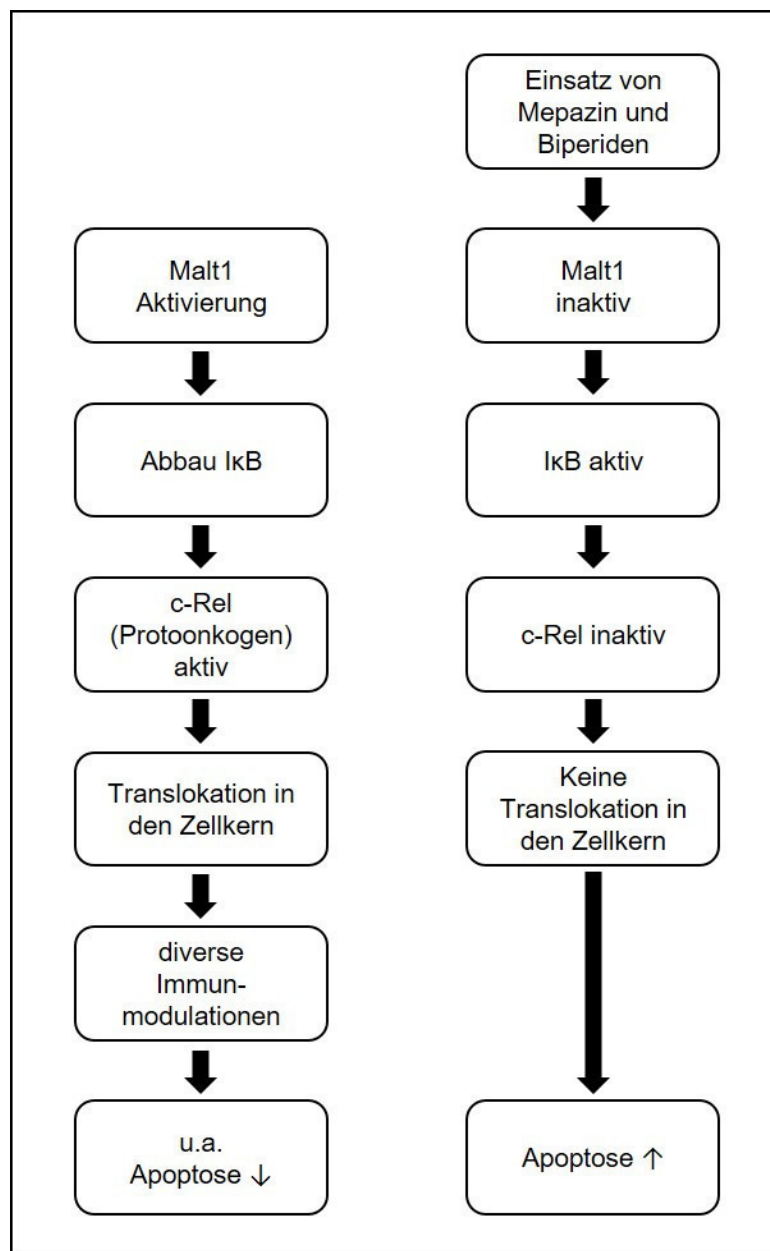 Malt1
Aktivierung
Abbau IκB
c-Rel
(Protoonkogen)
aktiv
Translokation in
den Zellkern
diverse
Immun-
modulationen
u.a.
Apoptose ↓
Einsatz von
Mepazin und
Biperiden
Malt1
inaktiv
IκB aktiv
c-Rel inaktiv
Keine
Translokation in
den Zellkern
Apoptose ↑